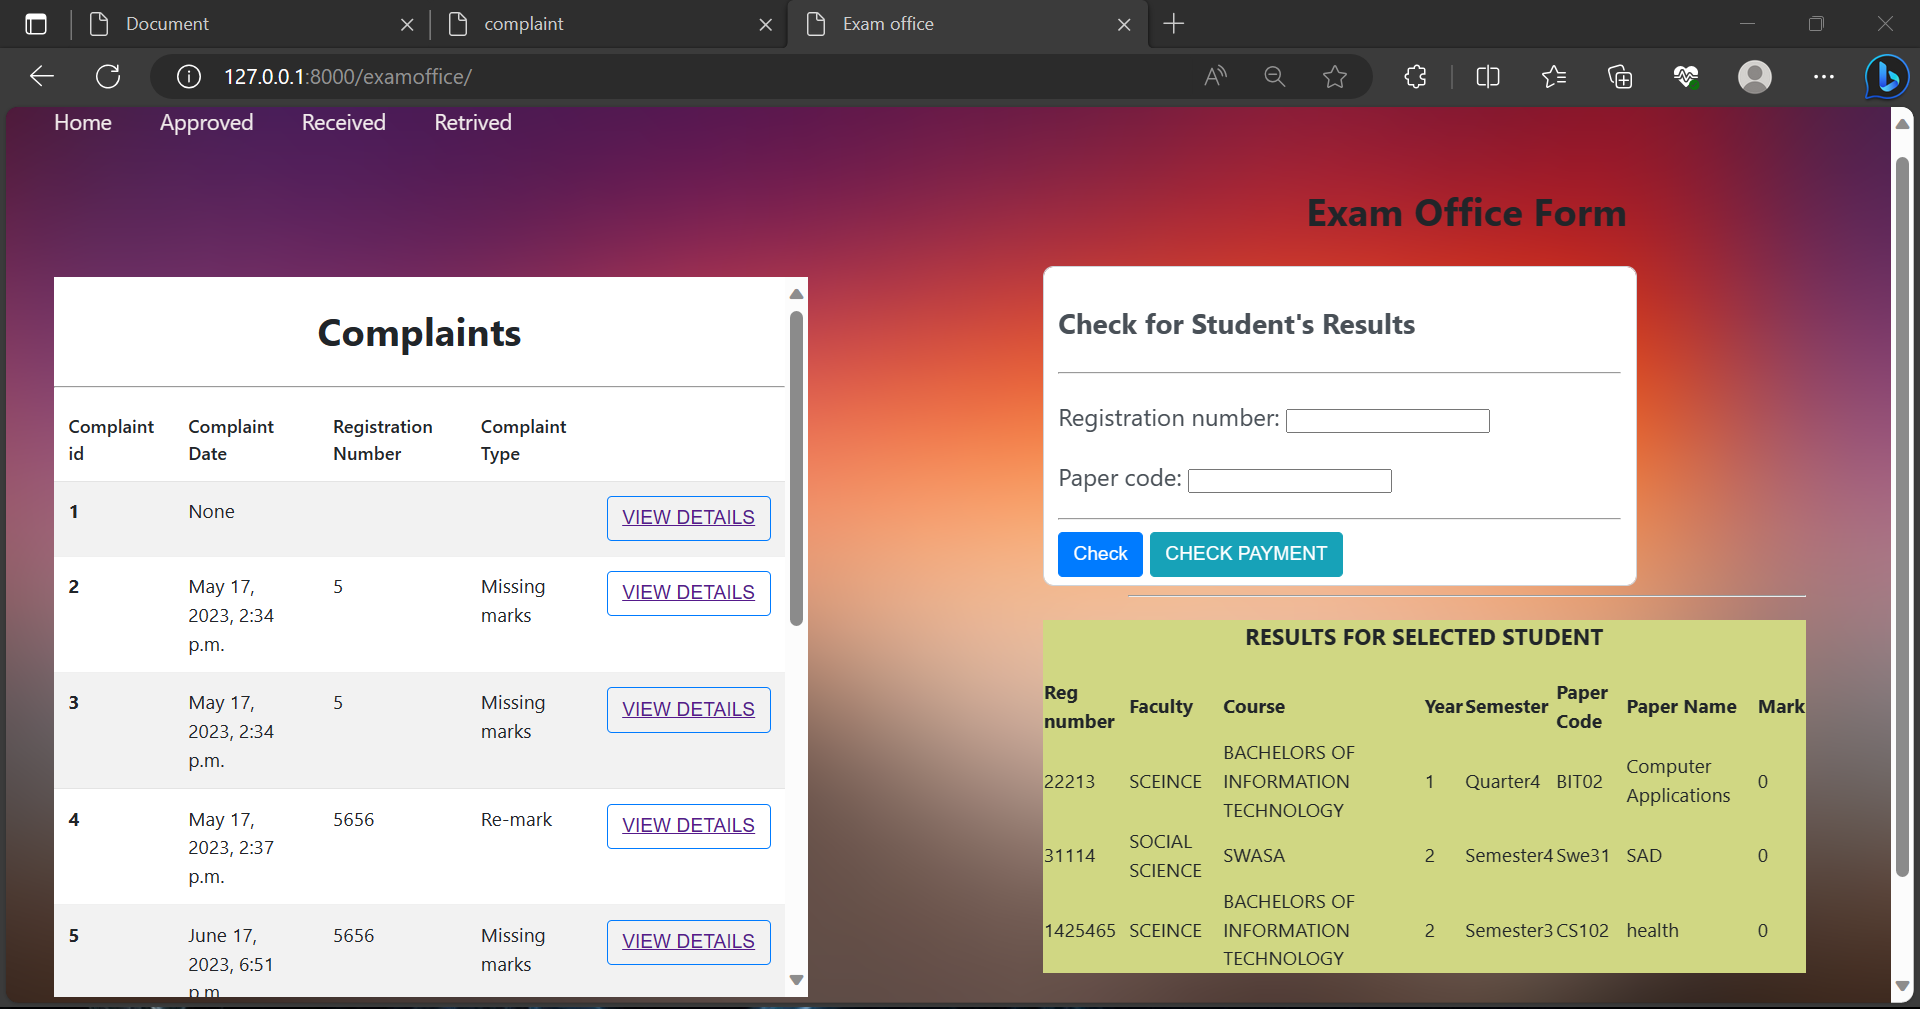 Document
complaint
Exam office
127.0.0.1:8000/examoffice/
Home Approved Received Retrived
Complaints
Complaint id Complaint Date Registration Number Complaint Type
1 None VIEW DETAILS
2 May 17, 2023, 2:34 p.m. 5 Missing marks VIEW DETAILS
3 May 17, 2023, 2:34 p.m. 5 Missing marks VIEW DETAILS
4 May 17, 2023, 2:37 p.m. 5656 Re-mark VIEW DETAILS
5 June 17, 2023, 6:51 p.m. 5656 Missing marks VIEW DETAILS
Exam Office Form
Check for Student's Results
Registration number:
Paper code:
Check CHECK PAYMENT
RESULTS FOR SELECTED STUDENT
Reg number Faculty Course Year Semester Paper Code Paper Name Mark
22213 SCEINCE BACHELORS OF INFORMATION TECHNOLOGY 1 Quarter4 BIT02 Computer Applications 0
31114 SOCIAL SCIENCE SWASA 2 Semester4 Swe31 SAD 0
1425465 SCEINCE BACHELORS OF INFORMATION TECHNOLOGY 2 Semester3 CS102 health 0